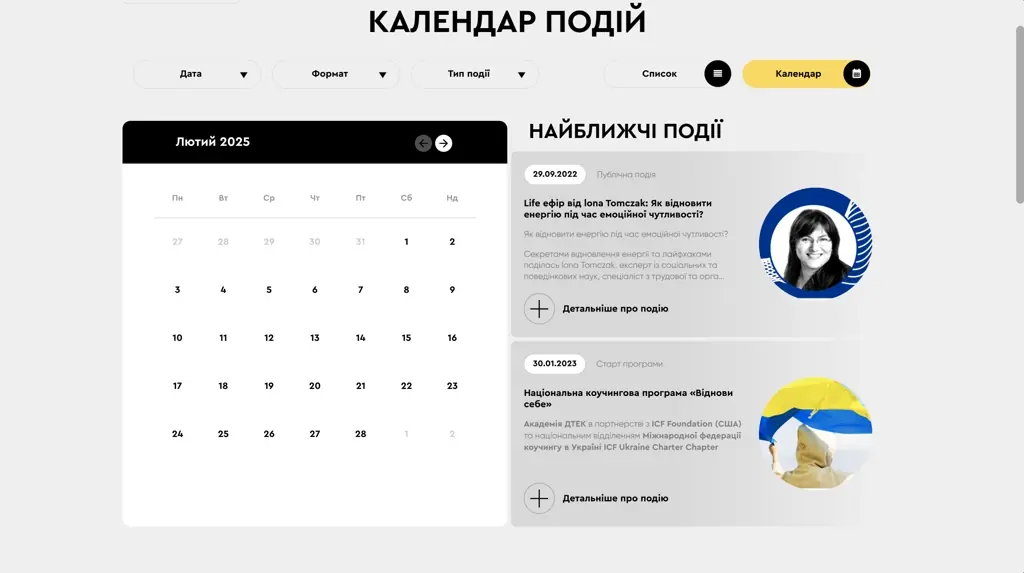 КАЛЕНДАР ПОДІЙ
Дата
Формат
Тип події
Список
Календар
Лютий 2025
Пн Вт Ср Чт Пт Сб Нд
27 28 29 30 31 1 2
3 4 5 6 7 8 9
10 11 12 13 14 15 16
17 18 19 20 21 22 23
24 25 26 27 28 1 2
НАЙБЛИЖЧІ ПОДІЇ
29.09.2022 Публічна подія
Life ефір від Iona Tomczak: Як відновити
енергію під час емоційної чутливості?
Як відновити енергію під час емоційної чутливості?
Секретами відновлення енергії та лайфхаками
поділась Iona Tomczak, експерт із соціальних та
поведінкових наук, спеціаліст з трудової та орга...
Детальніше про подію
30.01.2023 Старт програми
Національна коучингова програма «Віднови
себе»
Академія ДТЕК в партнерстві з ICF Foundation (США)
та національним відділенням Міжнародної федерації
коучингу в Україні ICF Ukraine Charter Chapter
Детальніше про подію